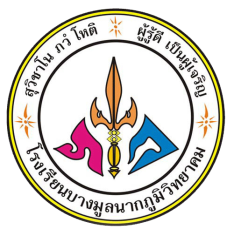 สุวิชาโน ภวํ โหติ ผู้รู้ดี เป็นผู้เจริญ
โรงเรียนบางมูลนากภูมิวิทยาคม